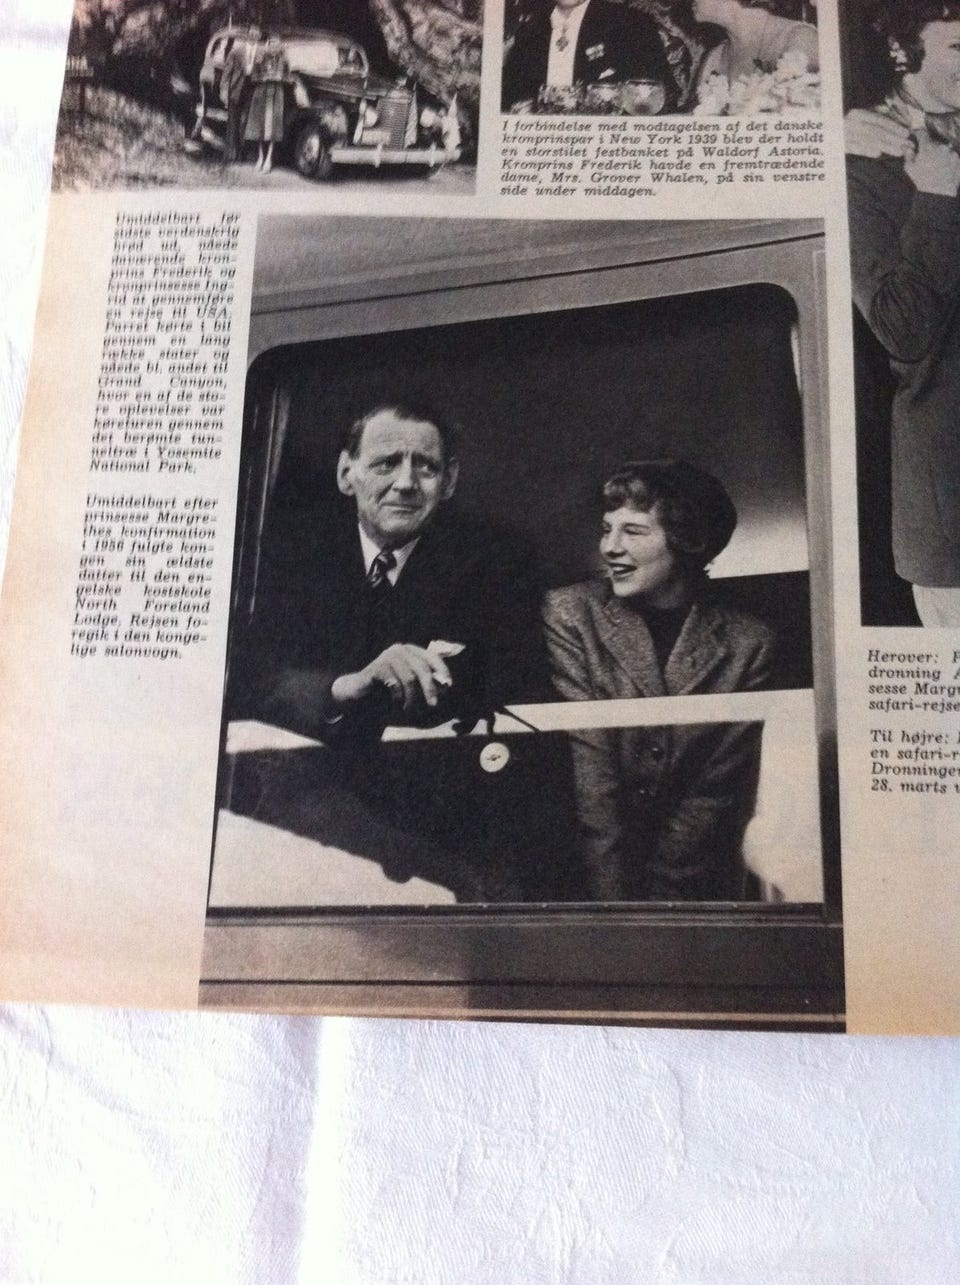 I forbindelse med modtagelsen af det danske
kronprinspar i New York 1939 blev der holdt
en storstilet festbanket på Waldorf Astoria.
Kronprins Frederik havde en fremtrædende
dame, Mrs. Grover Whalen, på sin venstre
side under middagen.
Umiddelbart før
sidste verdenskrig
brød ud, nåede
daværende kron-
prins Frederik og
kronprinsesse Ing-
rid at gennemføre
en rejse til USA.
Parret kørte i bil
gennem en lang
række stater og
nåede bl. andet til
Grand Canyon,
hvor en af de sto-
re oplevelser var
køreturen gennem
det berømte tun-
neltræ i Yosemite
National Park.
Umiddelbart efter
prinsesse Margre-
thes konfirmation
i 1956 fulgte kon-
gen sin ældste
datter til den en-
gelske kostskole
North Foreland
Lodge. Rejsen fo-
regik i den konge-
lige salonvogn.
Herover:
dronning
sesse Margr
safari-rejse
Til højre:
en safari-r
Dronningen
28. marts